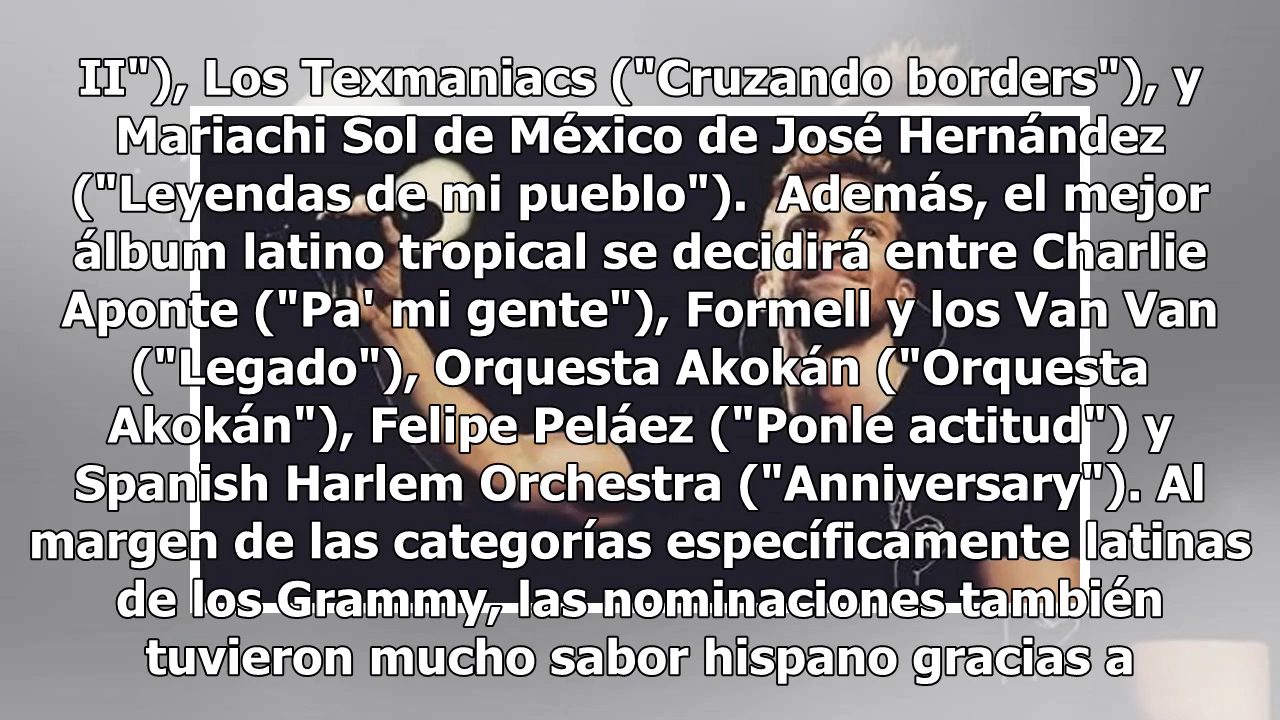 II"), Los Texmaniacs ("Cruzando borders"), y
Mariachi Sol de México de José Hernández
("Leyendas de mi pueblo").  Además, el mejor
álbum latino tropical se decidirá entre Charlie
Aponte ("Pa' mi gente"), Formell y los Van Van
("Legado"), Orquesta Akokán ("Orquesta
Akokán"), Felipe Peláez ("Ponle actitud") y
Spanish Harlem Orchestra ("Anniversary"). Al
margen de las categorías específicamente latinas
de los Grammy, las nominaciones también
tuvieron mucho sabor hispano gracias a